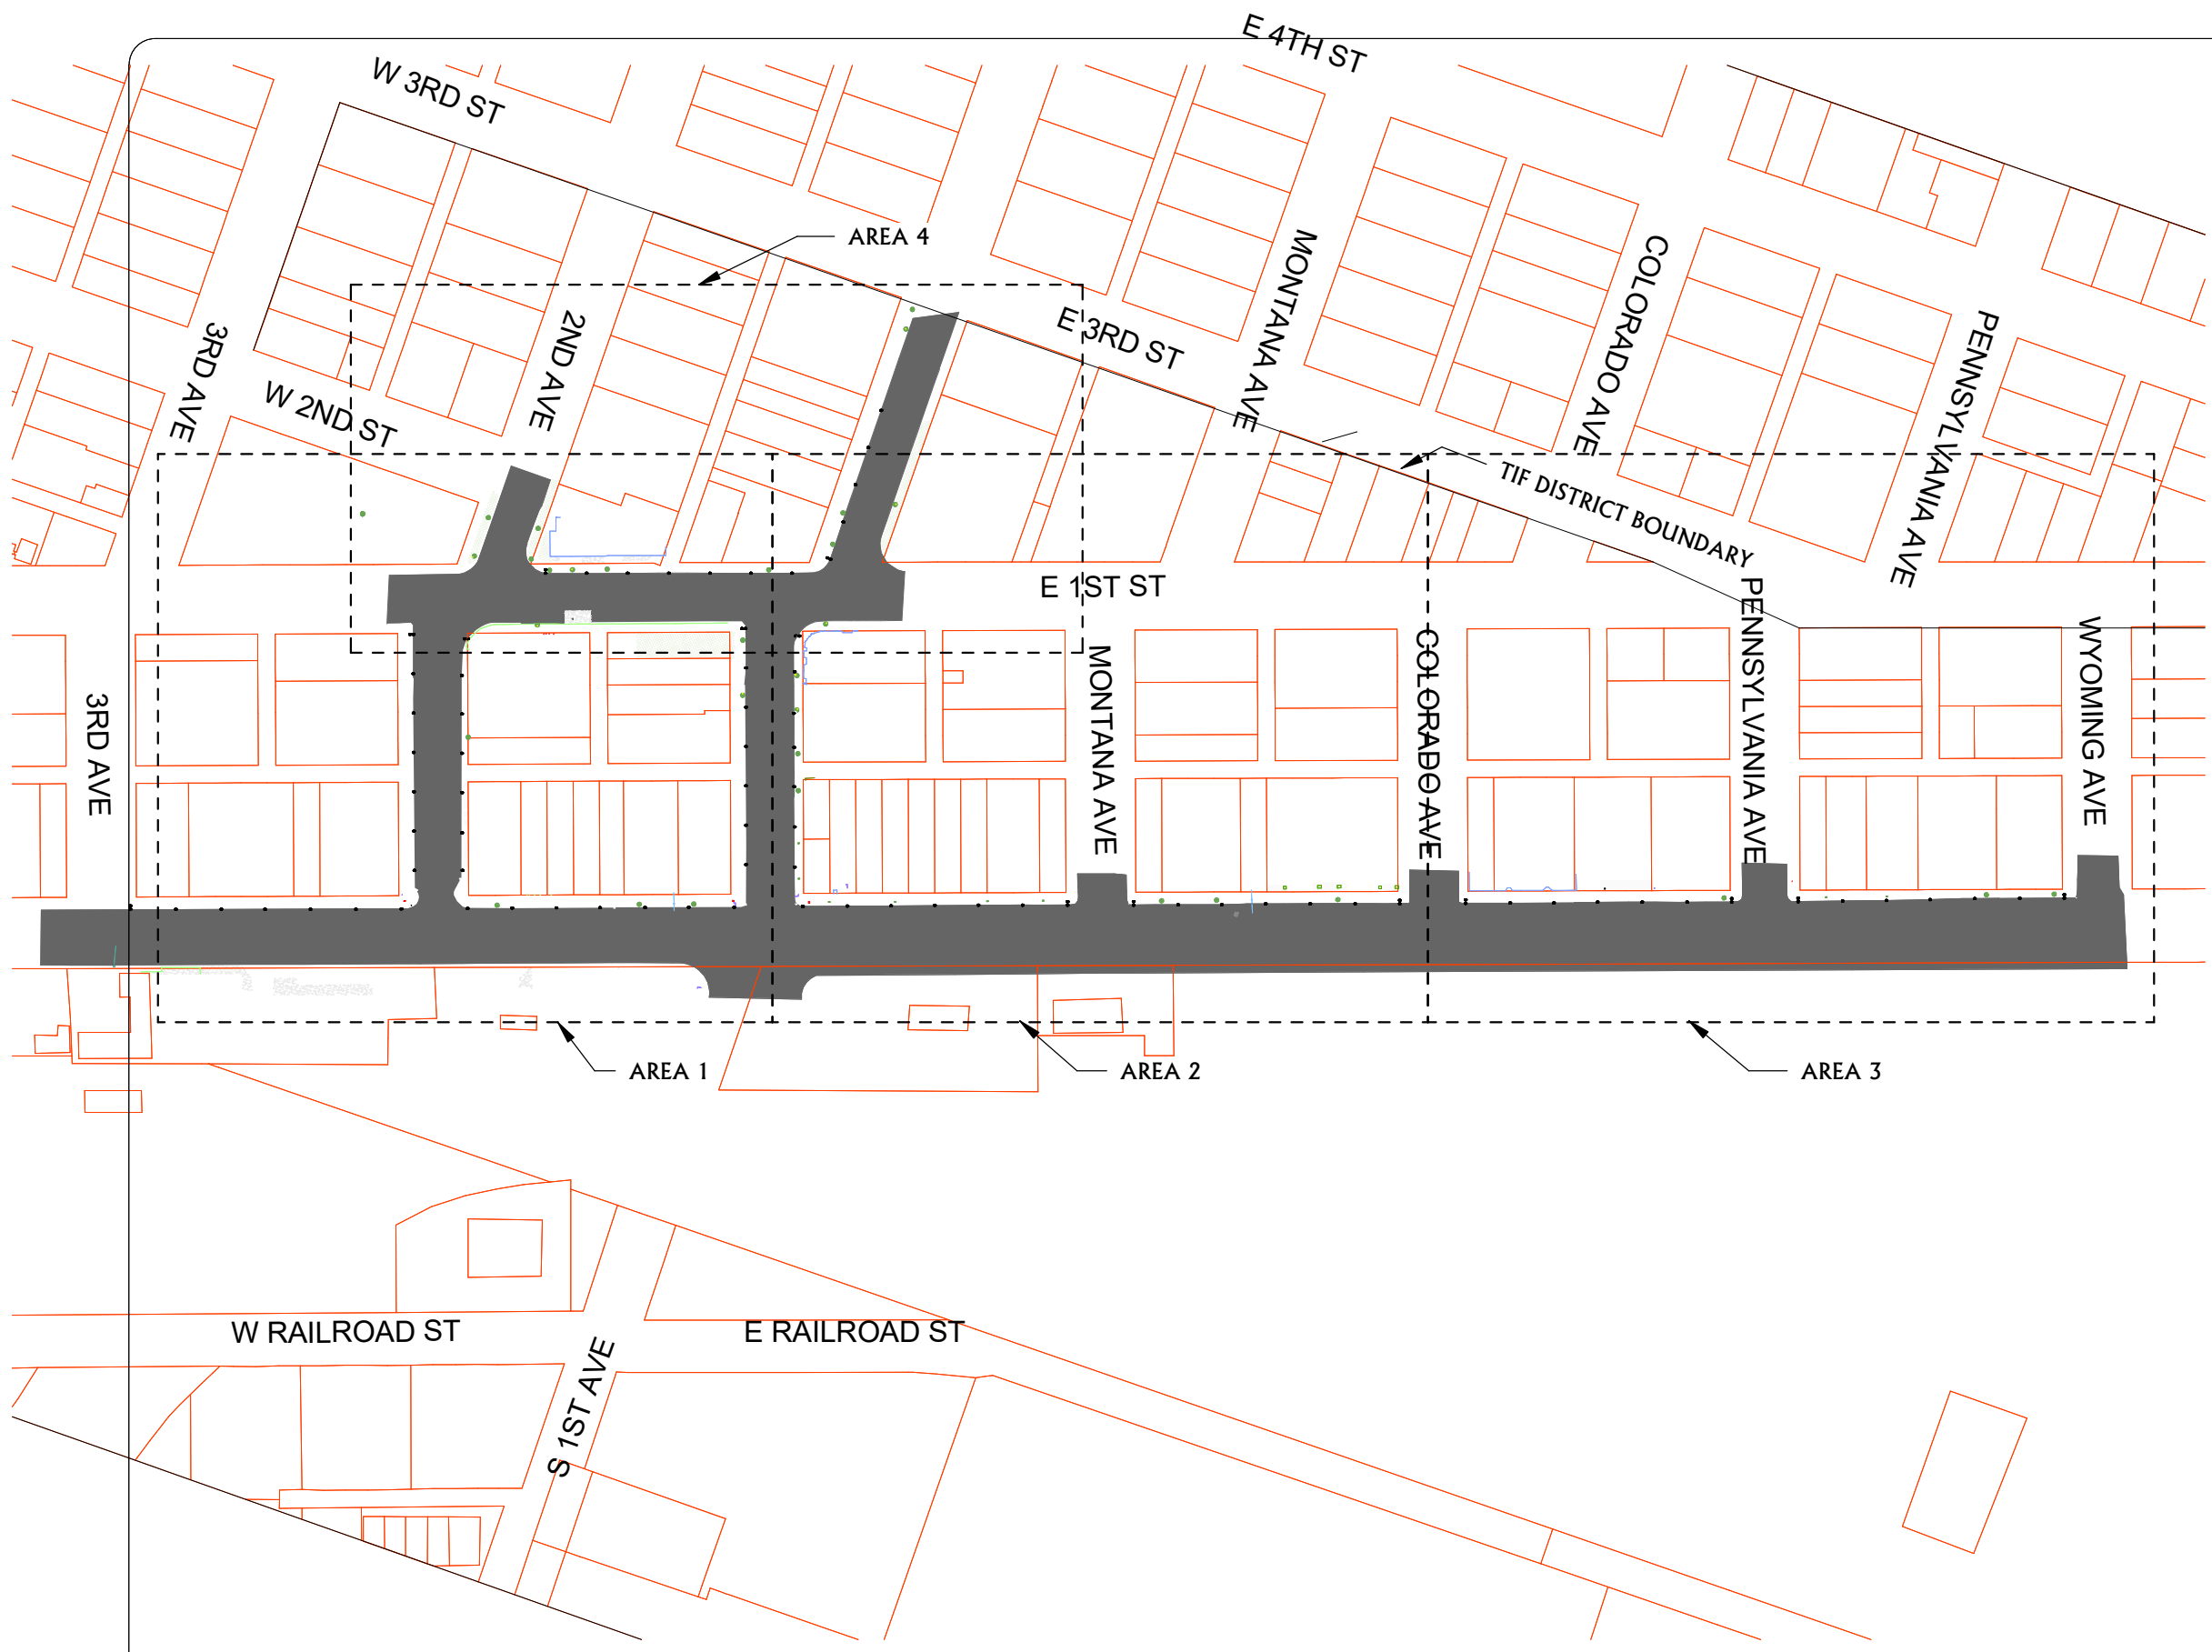 E 4TH ST
W 3RD ST
AREA 4
MONTANA AVE
COLORADO AVE
E 3RD ST
PENNSYLVANIA AVE
2ND AVE
3RD AVE
W 2ND ST
TIF DISTRICT BOUNDARY
E 1ST ST
PENNSYLVANIA AVE
WYOMING AVE
COLORADO AVE
MONTANA AVE
3RD AVE
AREA 1
AREA 2
AREA 3
W RAILROAD ST
E RAILROAD ST
S 1ST AVE